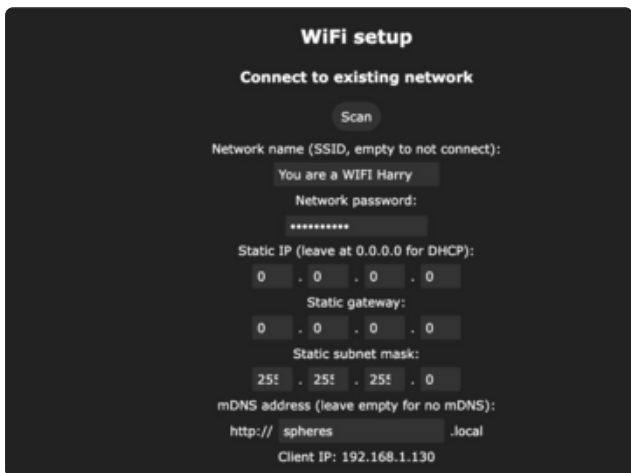 WiFi setup
Connect to existing network
Scan
Network name (SSID, empty to not connect):
You are a WIFI Harry
Network password:
••••••••••
Static IP (leave at 0.0.0.0 for DHCP):
0 . 0 . 0 . 0
Static gateway:
0 . 0 . 0 . 0
Static subnet mask:
255 . 255 . 255 . 0
mDNS address (leave empty for no mDNS):
http:// spheres .local
Client IP: 192.168.1.130